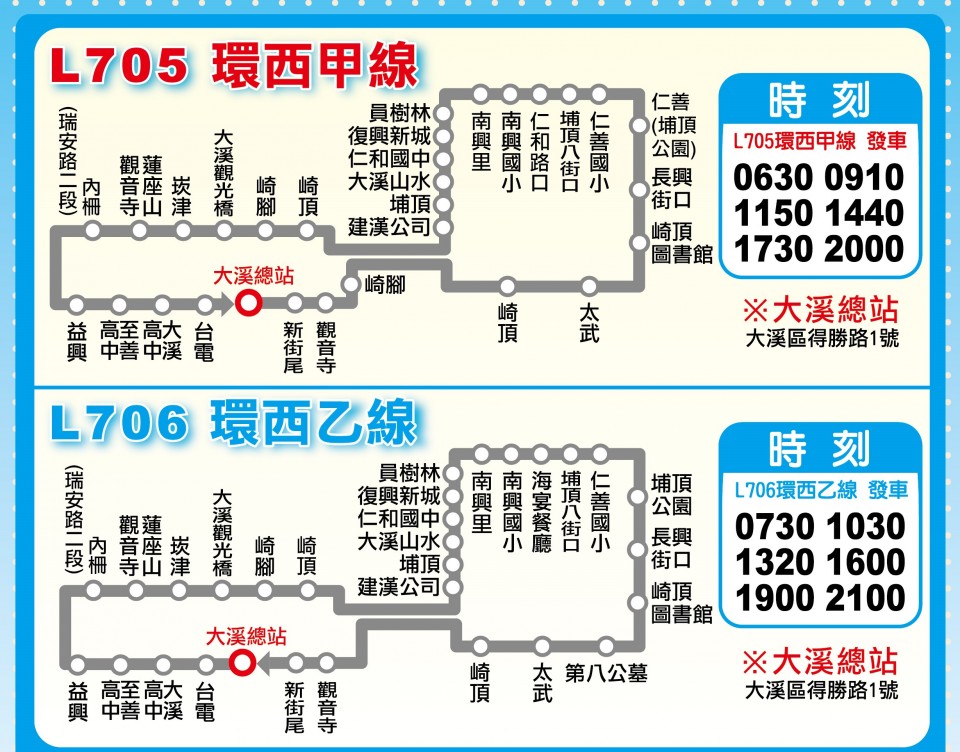 L705 環西甲線
(瑞安路二段)
內柵
觀音寺
蓮座山
崁津
大溪觀光橋
崎腳
崎頂
員樹林
復興新城
仁和國中
大溪山水
埔頂
建漢公司
南興里
南興國小
仁和路口
埔頂八街口
仁善國小
仁善
(埔頂
公園)
長興
街口
崎頂
圖書館
大溪總站
崎腳
益興
至善高中
大溪高中
台電
新街尾
觀音寺
崎頂
太武
時刻
L705環西甲線 發車
0630 0910
1150 1440
1730 2000
※大溪總站
大溪區得勝路1號
L706 環西乙線
(瑞安路二段)
內柵
觀音寺
蓮座山
崁津
大溪觀光橋
崎腳
崎頂
員樹林
復興新城
仁和國中
大溪山水
埔頂
建漢公司
南興里
南興國小
海宴餐廳
埔頂八街口
仁善國小
埔頂
公園
長興
街口
崎頂
圖書館
大溪總站
益興
至善高中
大溪高中
台電
新街尾
觀音寺
崎頂
太武
第八公墓
時刻
L706環西乙線 發車
0730 1030
1320 1600
1900 2100
※大溪總站
大溪區得勝路1號